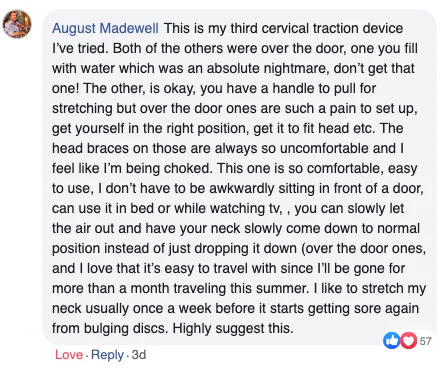 August Madewell This is my third cervical traction device
I've tried. Both of the others were over the door, one you fill
with water which was an absolute nightmare, don't get that
one! The other, is okay, you have a handle to pull for
stretching but over the door ones are such a pain to set up,
get yourself in the right position, get it to fit head etc. The
head braces on those are always so uncomfortable and I
feel like I'm being choked. This one is so comfortable, easy
to use, I don't have to be awkwardly sitting in front of a door,
can use it in bed or while watching tv, , you can slowly let
the air out and have your neck slowly come down to normal
position instead of just dropping it down (over the door ones,
and I love that it's easy to travel with since I'll be gone for
more than a month traveling this summer. I like to stretch my
neck usually once a week before it starts getting sore again
from bulging discs. Highly suggest this.
57
Love · Reply · 3d